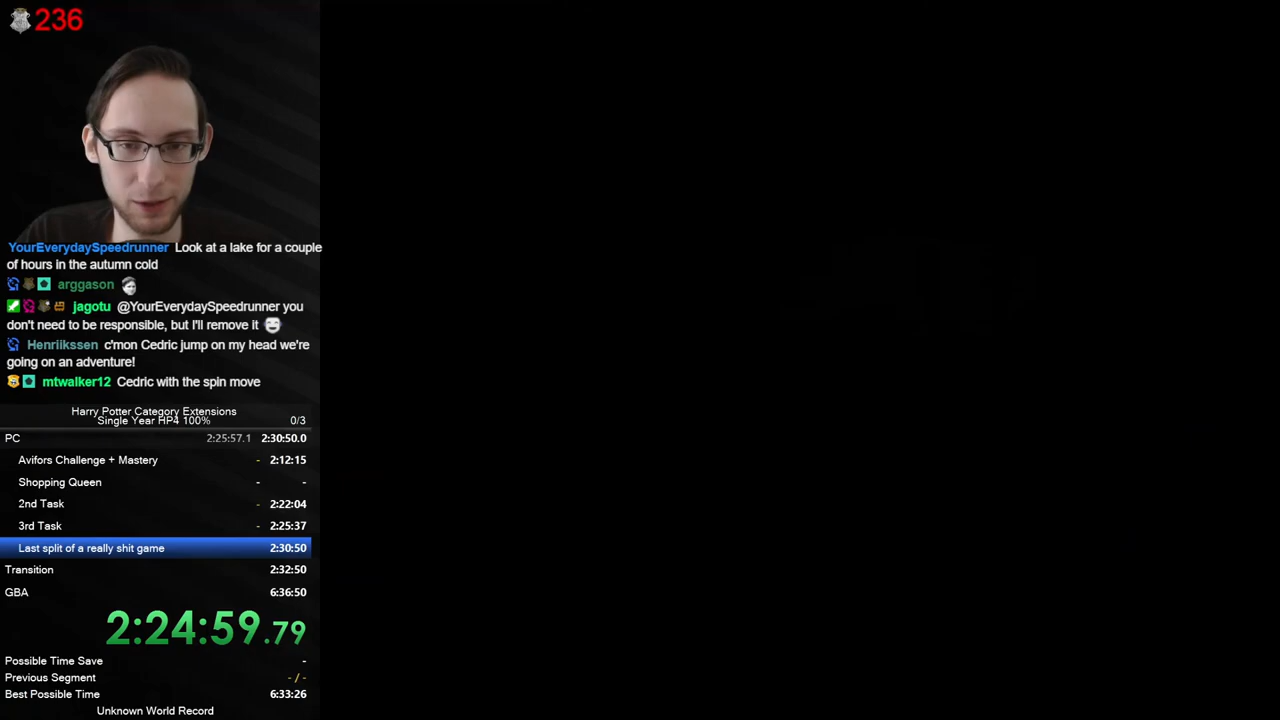 236
YourEverydaySpeedrunner Look at a lake for a couple
of hours in the autumn cold
arggason
jagotu @YourEverydaySpeedrunner you
don't need to be responsible, but I'll remove it
Henriikssen c'mon Cedric jump on my head we're
going on an adventure!
mtwalker12 Cedric with the spin move
Harry Potter Category Extensions
Single Year HP4 100% 0/3
PC 2:25:57.1 2:30:50.0
Avifors Challenge + Mastery - 2:12:15
Shopping Queen - -
2nd Task - 2:22:04
3rd Task - 2:25:37
Last split of a really shit game 2:30:50
Transition 2:32:50
GBA 6:36:50
2:24:59.79
Possible Time Save -
Previous Segment - / -
Best Possible Time 6:33:26
Unknown World Record